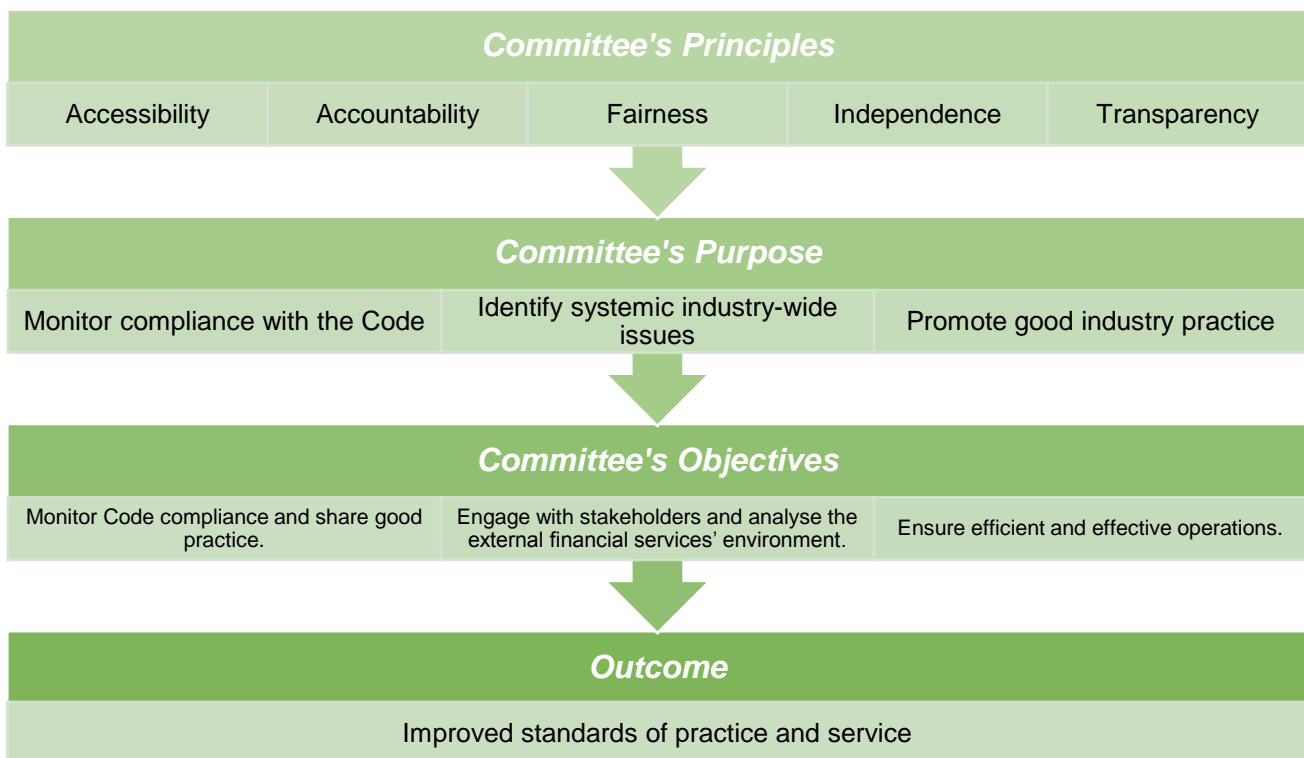 Committee's Principles
Accessibility
Accountability
Fairness
Independence
Transparency
Committee's Purpose
Monitor compliance with the Code
Identify systemic industry-wide
issues
Promote good industry practice
Committee's Objectives
Monitor Code compliance and share good
practice.
Engage with stakeholders and analyse the
external financial services’ environment.
Ensure efficient and effective operations.
Outcome
Improved standards of practice and service